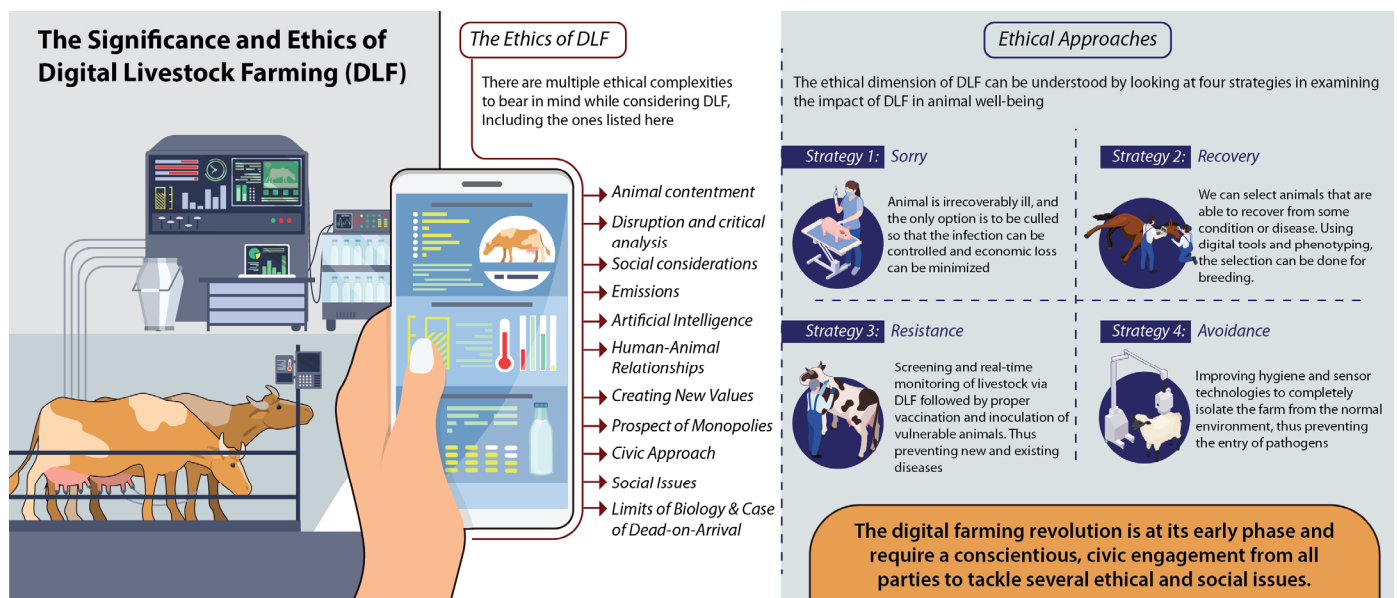 The Significance and Ethics of
Digital Livestock Farming (DLF)
The Ethics of DLF
There are multiple ethical complexities
to bear in mind while considering DLF,
Including the ones listed here
Animal contentment
Disruption and critical
analysis
Social considerations
Emissions
Artificial Intelligence
Human-Animal
Relationships
Creating New Values
Prospect of Monopolies
Civic Approach
Social Issues
Limits of Biology & Case
of Dead-on-Arrival
Ethical Approaches
The ethical dimension of DLF can be understood by looking at four strategies in examining
the impact of DLF in animal well-being
Strategy 1: Sorry
Animal is irrecoverably ill, and
the only option is to be culled
so that the infection can be
controlled and economic loss
can be minimized
Strategy 2: Recovery
We can select animals that are
able to recover from some
condition or disease. Using
digital tools and phenotyping,
the selection can be done for
breeding.
Strategy 3: Resistance
Screening and real-time
monitoring of livestock via
DLF followed by proper
vaccination and inoculation of
vulnerable animals. Thus
preventing new and existing
diseases
Strategy 4: Avoidance
Improving hygiene and sensor
technologies to completely
isolate the farm from the normal
environment, thus preventing
the entry of pathogens
The digital farming revolution is at its early phase and
require a conscientious, civic engagement from all
parties to tackle several ethical and social issues.